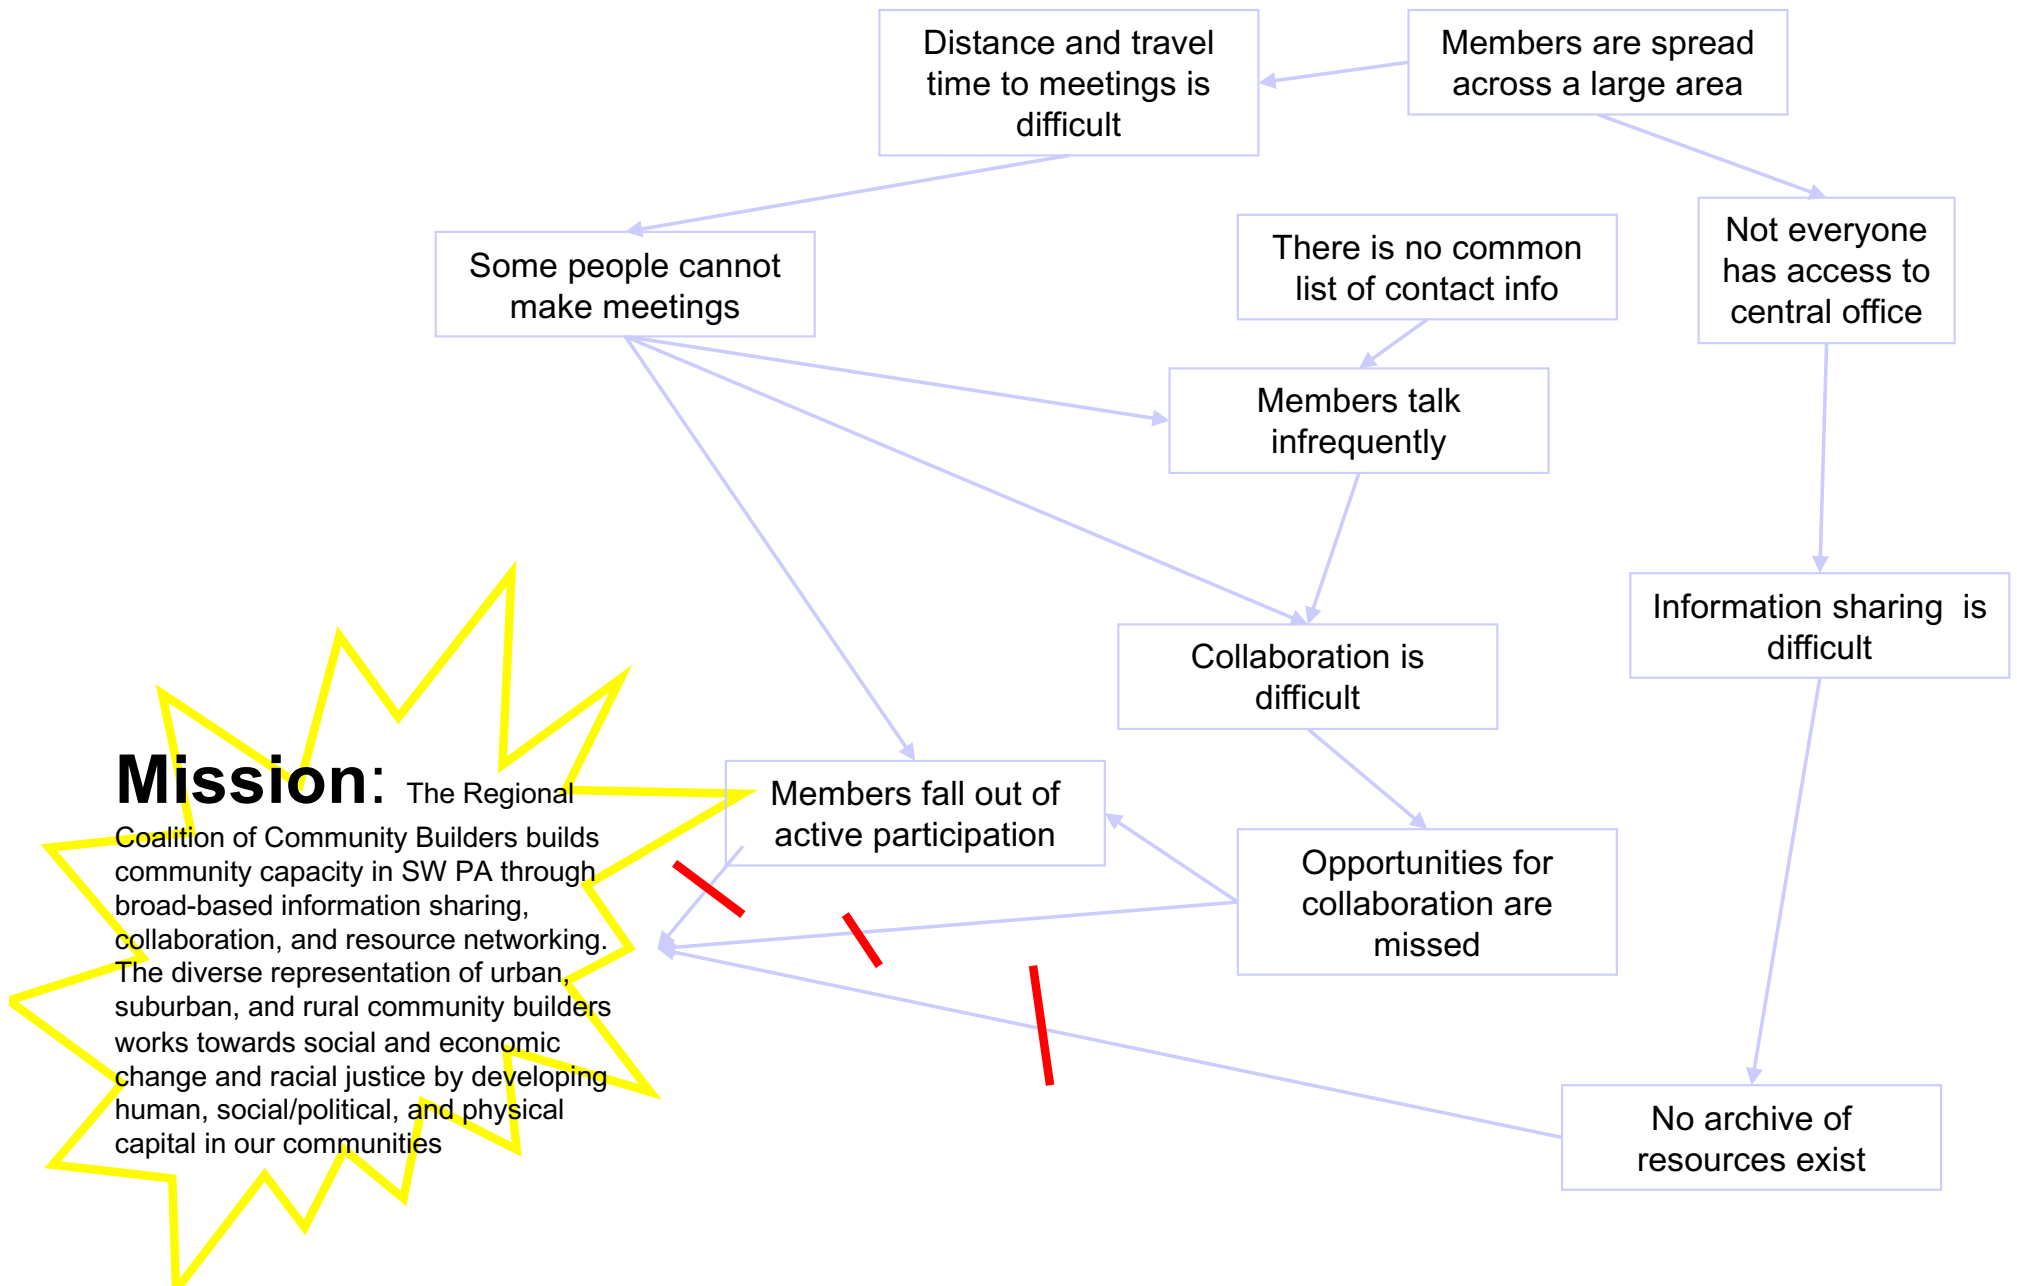 Distance and travel
time to meetings is
difficult
Members are spread
across a large area
Some people cannot
make meetings
There is no common
list of contact info
Not everyone
has access to
central office
Members talk
infrequently
Information sharing  is
difficult
Collaboration is
difficult
Members fall out of
active participation
Opportunities for
collaboration are
missed
No archive of
resources exist
Mission: The Regional
Coalition of Community Builders builds
community capacity in SW PA through
broad-based information sharing,
collaboration, and resource networking.
The diverse representation of urban,
suburban, and rural community builders
works towards social and economic
change and racial justice by developing
human, social/political, and physical
capital in our communities